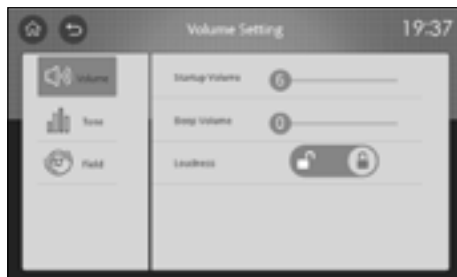 Volume Setting 19:37
Volume
Startup Volume 6
Tone
Beep Volume 0
Field
Loudness